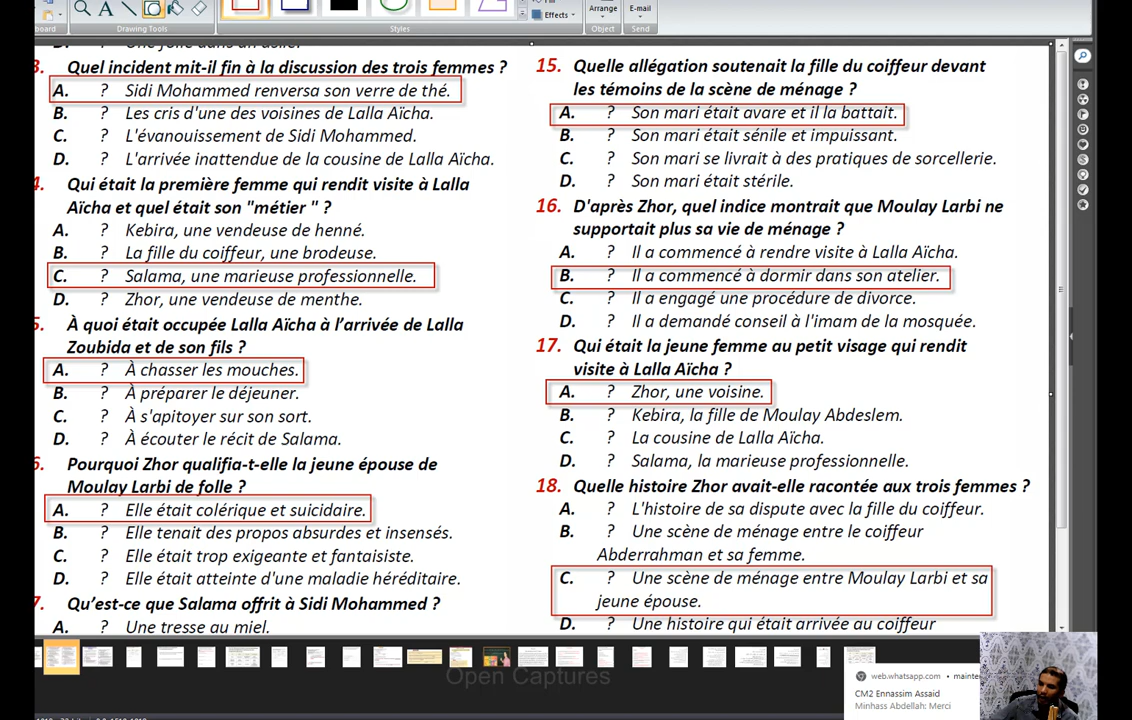 board
Drawing Tools
Styles
Effects
Arrange
Object
E-mail
Send
3. Quel incident mit-il fin à la discussion des trois femmes ?
A. ? Sidi Mohammed renversa son verre de thé.
B. ? Les cris d'une des voisines de Lalla Aïcha.
C. ? L'évanouissement de Sidi Mohammed.
D. ? L'arrivée inattendue de la cousine de Lalla Aïcha.
4. Qui était la première femme qui rendit visite à Lalla
Aïcha et quel était son "métier " ?
A. ? Kebira, une vendeuse de henné.
B. ? La fille du coiffeur, une brodeuse.
C. ? Salama, une marieuse professionnelle.
D. ? Zhor, une vendeuse de menthe.
5. À quoi était occupée Lalla Aïcha à l'arrivée de Lalla
Zoubida et de son fils ?
A. ? À chasser les mouches.
B. ? À préparer le déjeuner.
C. ? À s'apitoyer sur son sort.
D. ? À écouter le récit de Salama.
6. Pourquoi Zhor qualifia-t-elle la jeune épouse de
Moulay Larbi de folle ?
A. ? Elle était colérique et suicidaire.
B. ? Elle tenait des propos absurdes et insensés.
C. ? Elle était trop exigeante et fantaisiste.
D. ? Elle était atteinte d'une maladie héréditaire.
7. Qu'est-ce que Salama offrit à Sidi Mohammed ?
A. ? Une tresse au miel.
15. Quelle allégation soutenait la fille du coiffeur devant
les témoins de la scène de ménage ?
A. ? Son mari était avare et il la battait.
B. ? Son mari était sénile et impuissant.
C. ? Son mari se livrait à des pratiques de sorcellerie.
D. ? Son mari était stérile.
16. D'après Zhor, quel indice montrait que Moulay Larbi ne
supportait plus sa vie de ménage ?
A. ? Il a commencé à rendre visite à Lalla Aïcha.
B. ? Il a commencé à dormir dans son atelier.
C. ? Il a engagé une procédure de divorce.
D. ? Il a demandé conseil à l'imam de la mosquée.
17. Qui était la jeune femme au petit visage qui rendit
visite à Lalla Aïcha ?
A. ? Zhor, une voisine.
B. ? Kebira, la fille de Moulay Abdeslem.
C. ? La cousine de Lalla Aïcha.
D. ? Salama, la marieuse professionnelle.
18. Quelle histoire Zhor avait-elle racontée aux trois femmes ?
A. ? L'histoire de sa dispute avec la fille du coiffeur.
B. ? Une scène de ménage entre le coiffeur
Abderrahman et sa femme.
C. ? Une scène de ménage entre Moulay Larbi et sa
jeune épouse.
D. ? Une histoire qui était arrivée au coiffeur
Open Captures
web.whatsapp.com • mainte
CM2 Ennassim Assaid
Minhass Abdellah: Merci